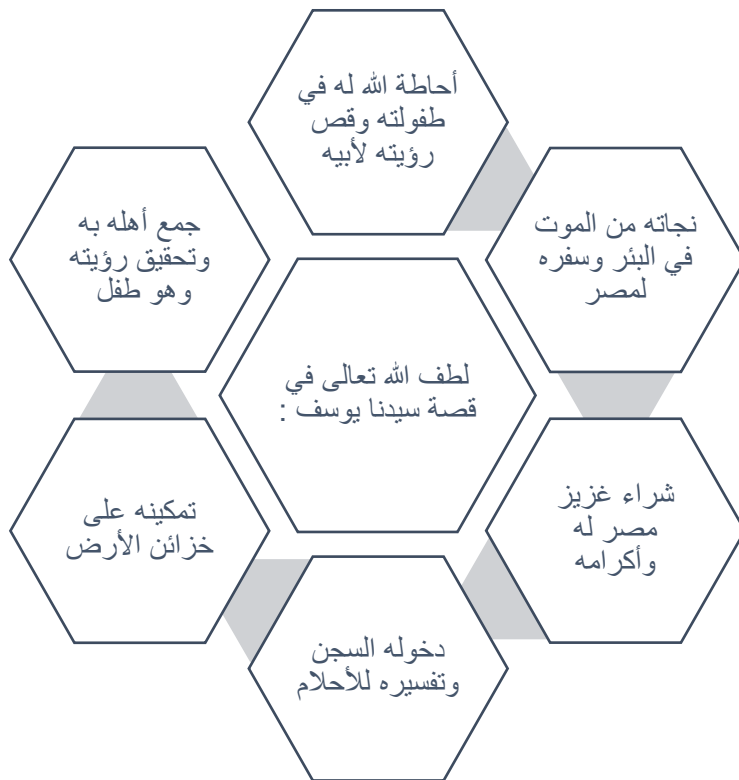 أحاطة الله له في
طفولته وقص
رؤيته لأبيه
نجاته من الموت
في البئر وسفره
لمصر
شراء غزيز
مصر له
وأكرامه
دخوله السجن
وتفسيره للأحلام
تمكينه على
خزائن الأرض
جمع أهله به
وتحقيق رؤيته
وهو طفل
لطف الله تعالى في
قصة سيدنا يوسف :